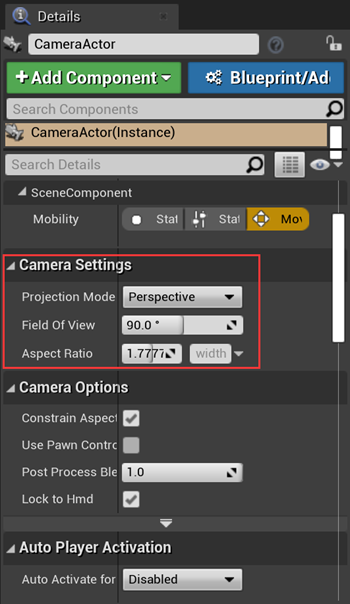 Details
CameraActor
+Add Component
Blueprint/Ad
Search Components
CameraActor(Instance)
Search Details
SceneComponent
Mobility Stat Stat Mov
Camera Settings
Projection Mode Perspective
Field Of View 90.0 °
Aspect Ratio 1.7777 width
Camera Options
Constrain Aspect
Use Pawn Contro
Post Process Ble 1.0
Lock to Hmd
Auto Player Activation
Auto Activate for Disabled